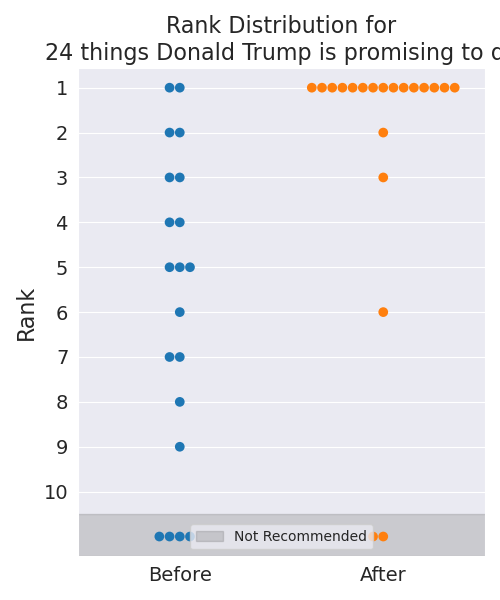 Rank Distribution for
24 things Donald Trump is promising to
1
2
3
4
5
6
7
8
9
10
Rank
Not Recommended
Before
After